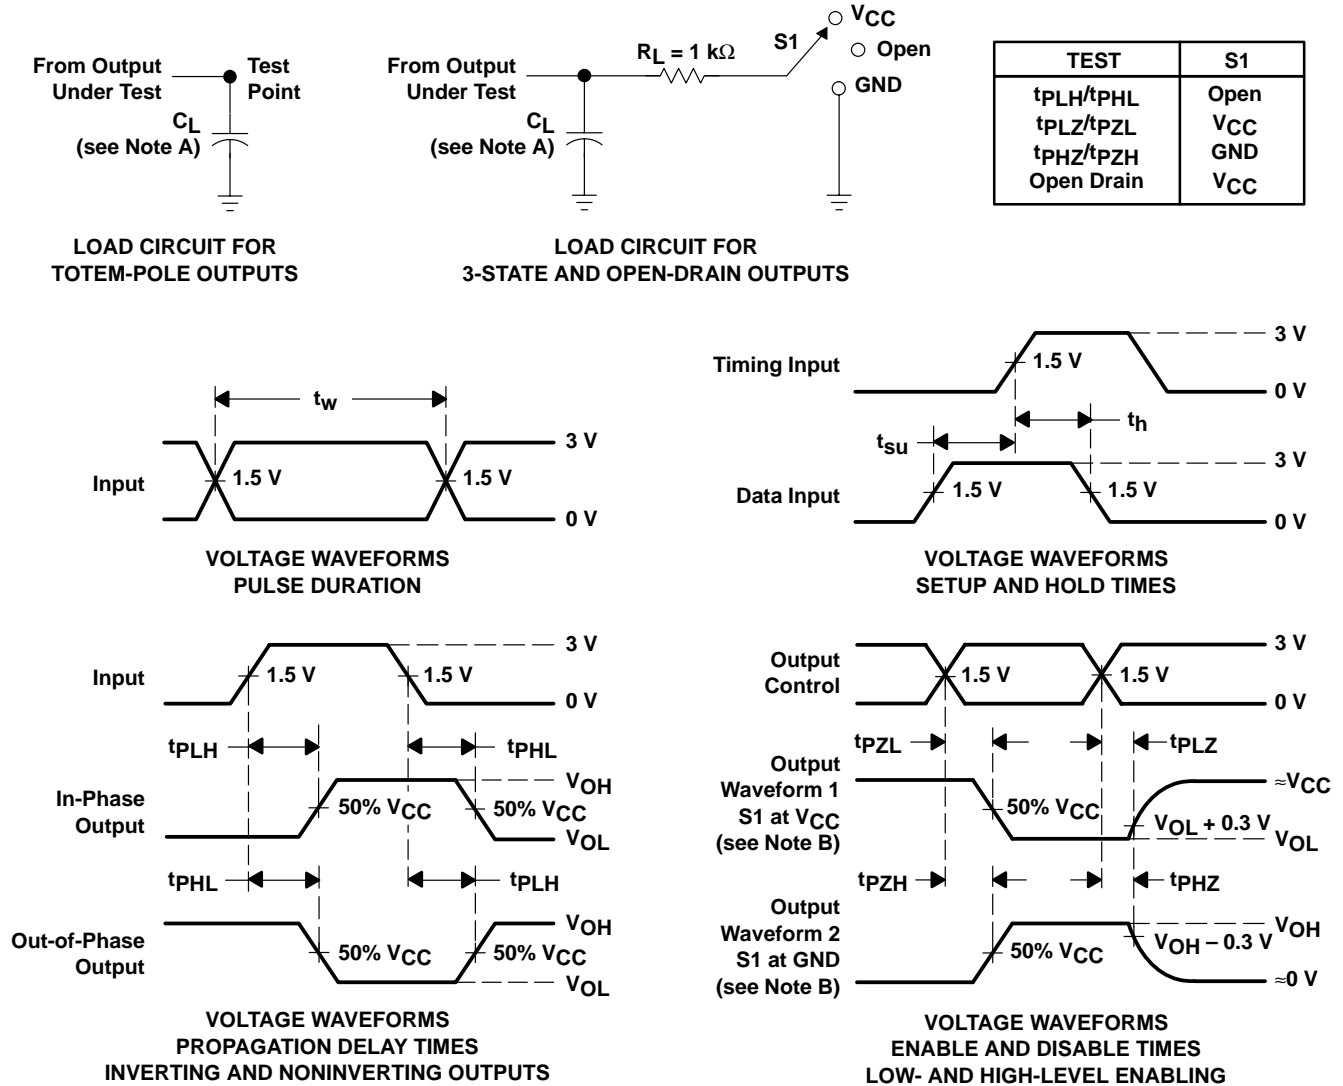 From Output
Under Test
Test
Point
CL
(see Note A)
LOAD CIRCUIT FOR
TOTEM-POLE OUTPUTS
From Output
Under Test
CL
(see Note A)
RL = 1 kΩ
S1
VCC
Open
GND
LOAD CIRCUIT FOR
3-STATE AND OPEN-DRAIN OUTPUTS
TEST S1
tPLH/tPHL Open
tPLZ/tPZL VCC
tPHZ/tPZH GND
Open Drain VCC
tw
Input
1.5 V
1.5 V
3 V
0 V
VOLTAGE WAVEFORMS
PULSE DURATION
Timing Input
1.5 V
3 V
0 V
tsu
th
Data Input
1.5 V
1.5 V
3 V
0 V
VOLTAGE WAVEFORMS
SETUP AND HOLD TIMES
Input
1.5 V
1.5 V
3 V
0 V
tPLH
tPHL
In-Phase
Output
50% VCC
50% VCC
VOH
VOL
tPHL
tPLH
Out-of-Phase
Output
50% VCC
50% VCC
VOH
VOL
VOLTAGE WAVEFORMS
PROPAGATION DELAY TIMES
INVERTING AND NONINVERTING OUTPUTS
Output
Control
1.5 V
1.5 V
3 V
0 V
tPZL
tPLZ
Output
Waveform 1
S1 at VCC
(see Note B)
50% VCC
≈VCC
VOL + 0.3 V
VOL
tPZH
tPHZ
Output
Waveform 2
S1 at GND
(see Note B)
50% VCC
VOH
VOH – 0.3 V
≈0 V
VOLTAGE WAVEFORMS
ENABLE AND DISABLE TIMES
LOW- AND HIGH-LEVEL ENABLING